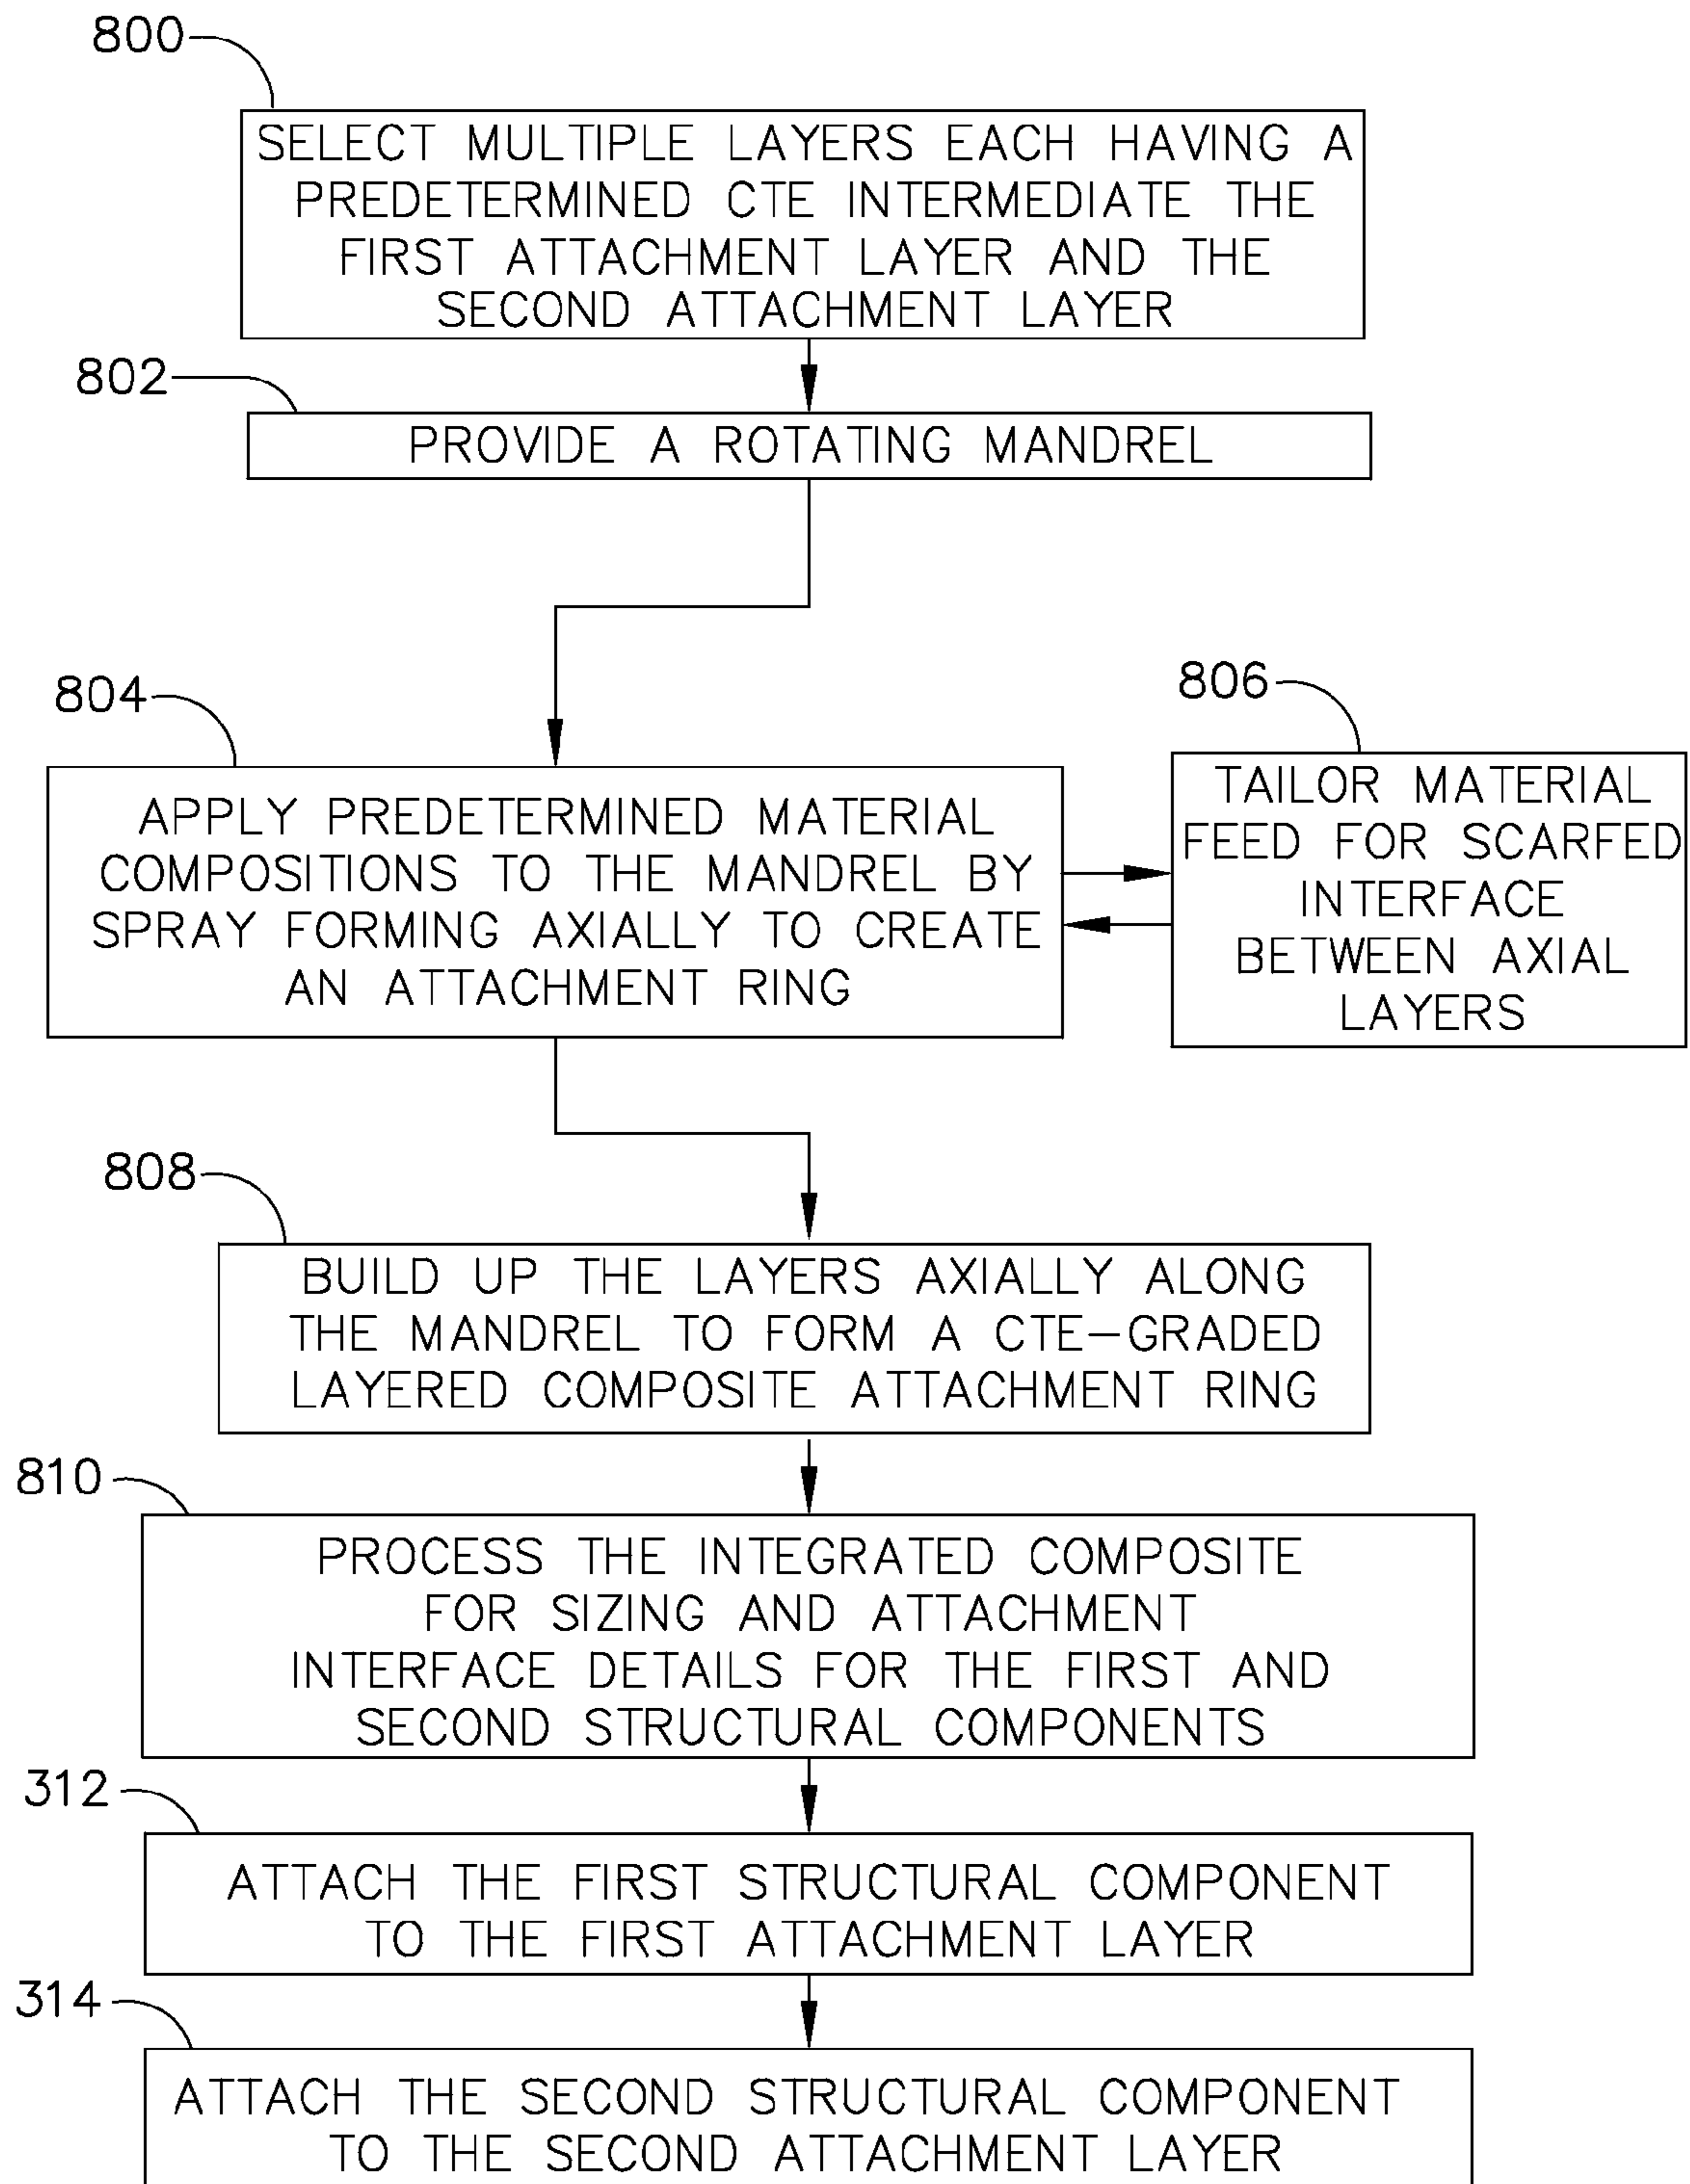 800
SELECT MULTIPLE LAYERS EACH HAVING A
PREDETERMINED CTE INTERMEDIATE THE
FIRST ATTACHMENT LAYER AND THE
SECOND ATTACHMENT LAYER
802
PROVIDE A ROTATING MANDREL
804
APPLY PREDETERMINED MATERIAL
COMPOSITIONS TO THE MANDREL BY
SPRAY FORMING AXIALLY TO CREATE
AN ATTACHMENT RING
806
TAILOR MATERIAL
FEED FOR SCARFED
INTERFACE
BETWEEN AXIAL
LAYERS
808
BUILD UP THE LAYERS AXIALLY ALONG
THE MANDREL TO FORM A CTE–GRADED
LAYERED COMPOSITE ATTACHMENT RING
810
PROCESS THE INTEGRATED COMPOSITE
FOR SIZING AND ATTACHMENT
INTERFACE DETAILS FOR THE FIRST AND
SECOND STRUCTURAL COMPONENTS
312
ATTACH THE FIRST STRUCTURAL COMPONENT
TO THE FIRST ATTACHMENT LAYER
314
ATTACH THE SECOND STRUCTURAL COMPONENT
TO THE SECOND ATTACHMENT LAYER